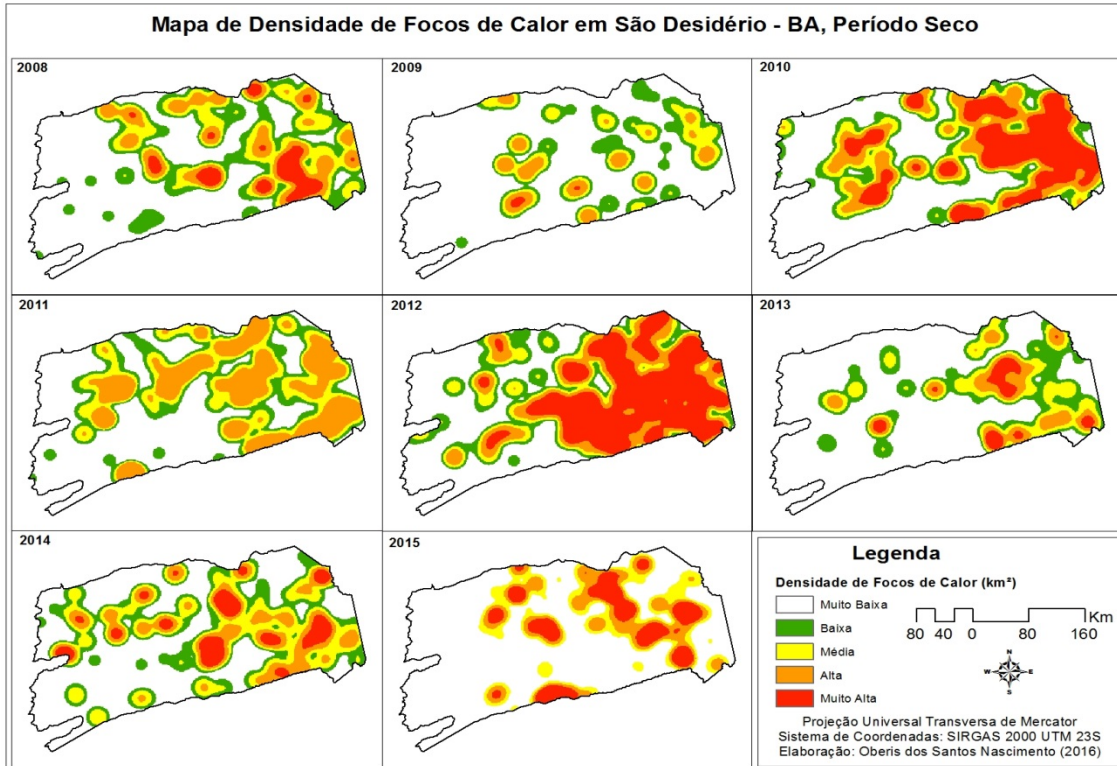 Mapa de Densidade de Focos de Calor em São Desidério - BA, Período Seco
2008
2009
2010
2011
2012
2013
2014
2015
Legenda
Densidade de Focos de Calor (km²)
Muito Baixa
Baixa
Média
Alta
Muito Alta
Km
80 40 0 80 160
N
W E
S
Projeção Universal Transversa de Mercator
Sistema de Coordenadas: SIRGAS 2000 UTM 23S
Elaboração: Oberis dos Santos Nascimento (2016)